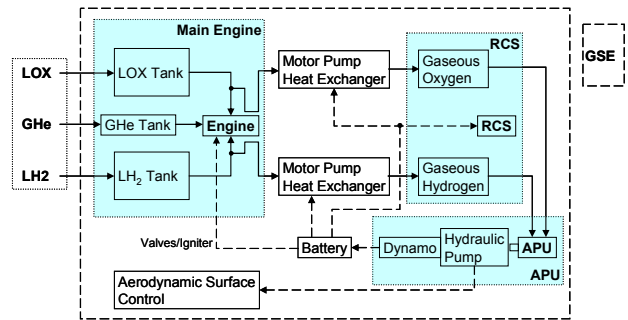 Main Engine
RCS
GSE
LOX
LOX Tank
Motor Pump
Heat Exchanger
Gaseous
Oxygen
GHe
GHe Tank
Engine
RCS
LH2
LH2 Tank
Motor Pump
Heat Exchanger
Gaseous
Hydrogen
Valves/Igniter
Battery
Dynamo
Hydraulic
Pump
APU
APU
Aerodynamic Surface
Control